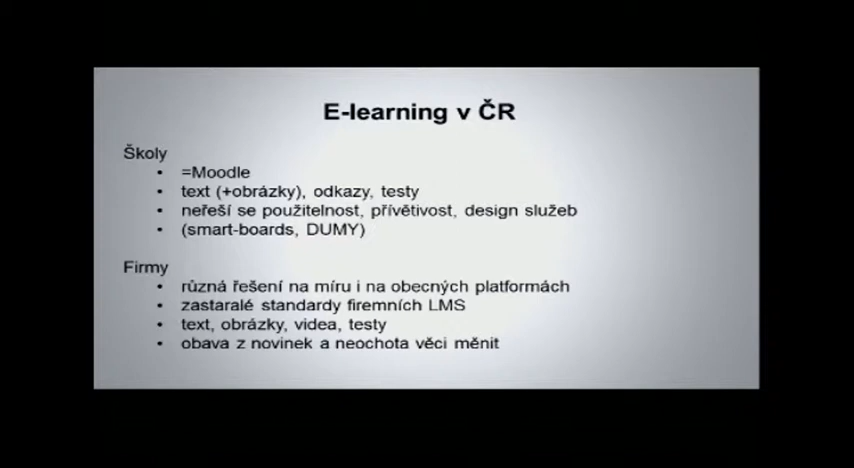 E-learning v ČR
Školy
• =Moodle
• text (+obrázky), odkazy, testy
• neřeší se použitelnost, přívětivost, design služeb
• (smart-boards, DUMY)
Firmy
• různá řešení na míru i na obecných platformách
• zastaralé standardy firemních LMS
• text, obrázky, videa, testy
• obava z novinek a neochota věci měnit